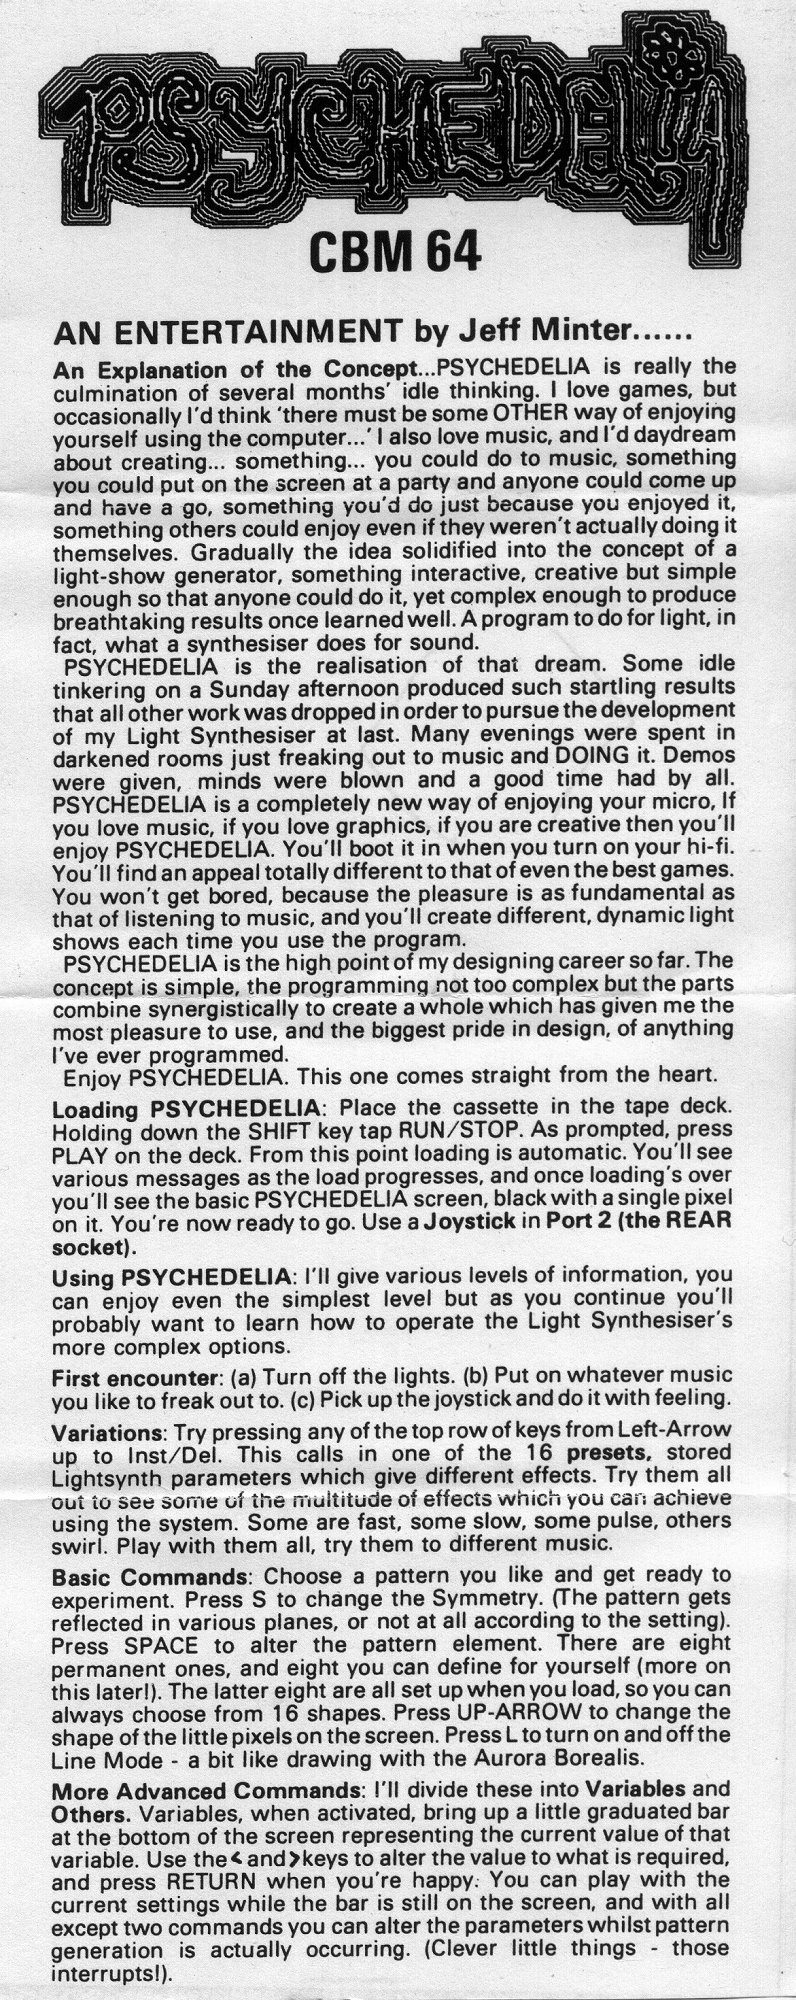 PSYCHEDELIA
CBM 64
AN ENTERTAINMENT by Jeff Minter......
An Explanation of the Concept...PSYCHEDELIA is really the
culmination of several months' idle thinking. I love games, but
occasionally I'd think 'there must be some OTHER way of enjoying
yourself using the computer...' I also love music, and I'd daydream
about creating... something... you could do to music, something
you could put on the screen at a party and anyone could come up
and have a go, something you'd do just because you enjoyed it,
something others could enjoy even if they weren't actually doing it
themselves. Gradually the idea solidified into the concept of a
light-show generator, something interactive, creative but simple
enough so that anyone could do it, yet complex enough to produce
breathtaking results once learned well. A program to do for light, in
fact, what a synthesiser does for sound.
PSYCHEDELIA is the realisation of that dream. Some idle
tinkering on a Sunday afternoon produced such startling results
that all other work was dropped in order to pursue the development
of my Light Synthesiser at last. Many evenings were spent in
darkened rooms just freaking out to music and DOING it. Demos
were given, minds were blown and a good time had by all.
PSYCHEDELIA is a completely new way of enjoying your micro, If
you love music, if you love graphics, if you are creative then you'll
enjoy PSYCHEDELIA. You'll boot it in when you turn on your hi-fi.
You'll find an appeal totally different to that of even the best games.
You won't get bored, because the pleasure is as fundamental as
that of listening to music, and you'll create different, dynamic light
shows each time you use the program.
PSYCHEDELIA is the high point of my designing career so far. The
concept is simple, the programming not too complex but the parts
combine synergistically to create a whole which has given me the
most pleasure to use, and the biggest pride in design, of anything
I've ever programmed.
Enjoy PSYCHEDELIA. This one comes straight from the heart.
Loading PSYCHEDELIA: Place the cassette in the tape deck.
Holding down the SHIFT key tap RUN/STOP. As prompted, press
PLAY on the deck. From this point loading is automatic. You'll see
various messages as the load progresses, and once loading's over
you'll see the basic PSYCHEDELIA screen, black with a single pixel
on it. You're now ready to go. Use a Joystick in Port 2 (the REAR
socket).
Using PSYCHEDELIA: I'll give various levels of information, you
can enjoy even the simplest level but as you continue you'll
probably want to learn how to operate the Light Synthesiser's
more complex options.
First encounter: (a) Turn off the lights. (b) Put on whatever music
you like to freak out to. (c) Pick up the joystick and do it with feeling.
Variations: Try pressing any of the top row of keys from Left-Arrow
up to Inst/Del. This calls in one of the 16 presets, stored
Lightsynth parameters which give different effects. Try them all
out to see some of the multitude of effects which you can achieve
using the system. Some are fast, some slow, some pulse, others
swirl. Play with them all, try them to different music.
Basic Commands: Choose a pattern you like and get ready to
experiment. Press S to change the Symmetry. (The pattern gets
reflected in various planes, or not at all according to the setting).
Press SPACE to alter the pattern element. There are eight
permanent ones, and eight you can define for yourself (more on
this later!). The latter eight are all set up when you load, so you can
always choose from 16 shapes. Press UP-ARROW to change the
shape of the little pixels on the screen. Press L to turn on and off the
Line Mode - a bit like drawing with the Aurora Borealis.
More Advanced Commands: I'll divide these into Variables and
Others. Variables, when activated, bring up a little graduated bar
at the bottom of the screen representing the current value of that
variable. Use the < and > keys to alter the value to what is required,
and press RETURN when you're happy. You can play with the
current settings while the bar is still on the screen, and with all
except two commands you can alter the parameters whilst pattern
generation is actually occurring. (Clever little things - those
interrupts!).